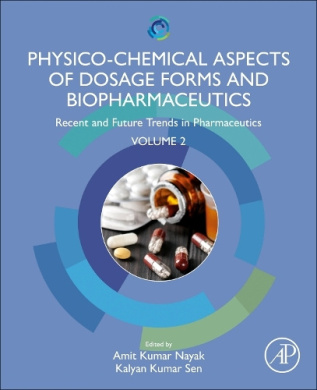 PHYSICO-CHEMICAL ASPECTS
OF DOSAGE FORMS AND
BIOPHARMACEUTICS
Recent and Future Trends in Pharmaceutics
VOLUME 2
Edited by
Amit Kumar Nayak
Kalyan Kumar Sen
AP